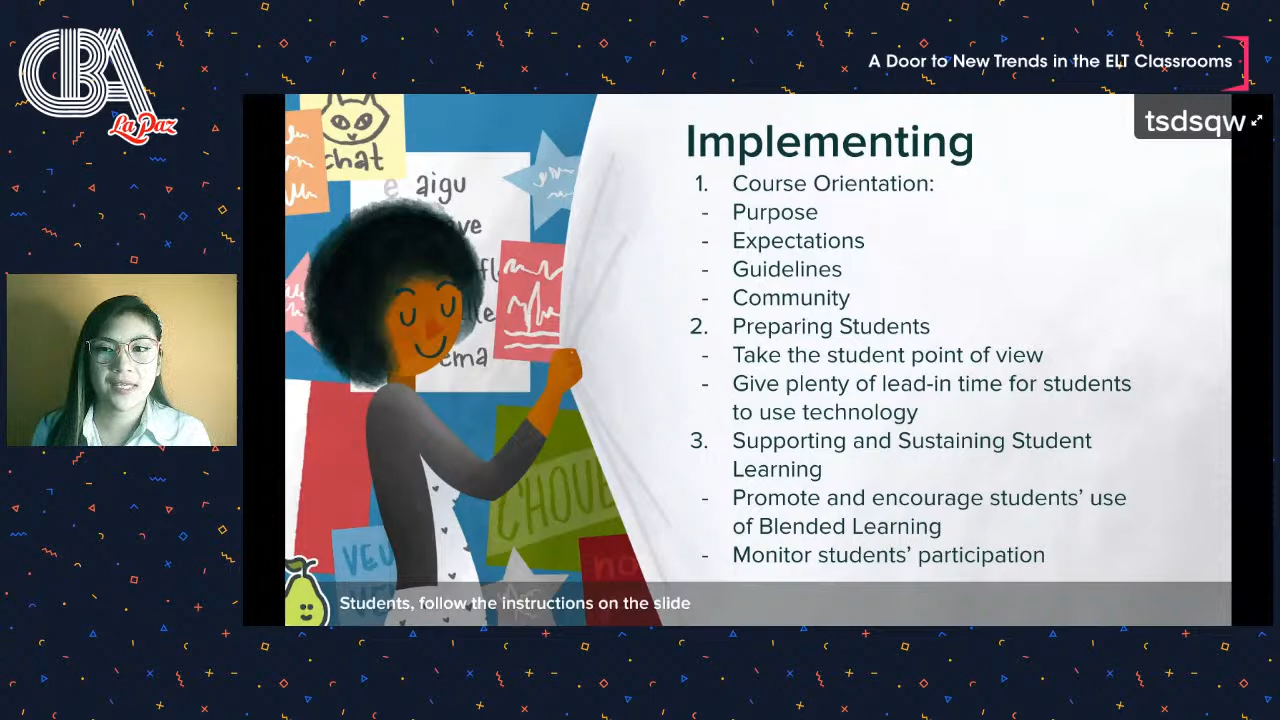 CBA
La Paz
A Door to New Trends in the ELT Classrooms
tsdsqw
chat
e aigu
Implementing
1. Course Orientation:
- Purpose
- Expectations
- Guidelines
- Community
2. Preparing Students
- Take the student point of view
- Give plenty of lead-in time for students
to use technology
3. Supporting and Sustaining Student
Learning
- Promote and encourage students’ use
of Blended Learning
- Monitor students’ participation
Students, follow the instructions on the slide